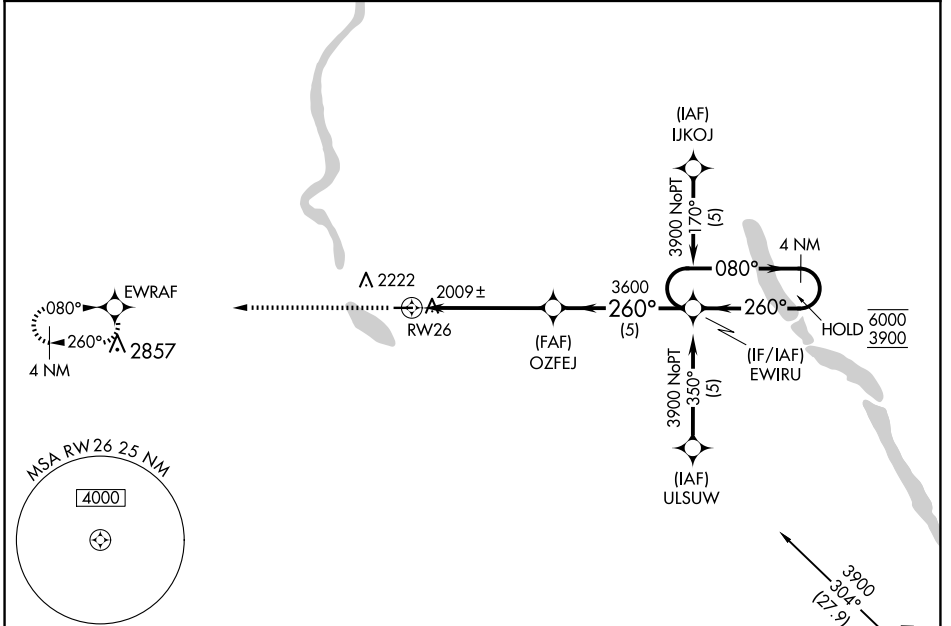 (IAF)
IJKOJ
3900 NoPT
170°
(5)
4 NM
080°
2222
2009±
3600
260°
(5)
260°
HOLD
6000
3900
RW26
(FAF)
OZFEJ
(IF/IAF)
EWIRU
EWRAF
080°
260°
2857
4 NM
3900 NoPT
350°
(5)
(IAF)
ULSUW
MSA RW26 25 NM
4000
3900
304°
(27.9)